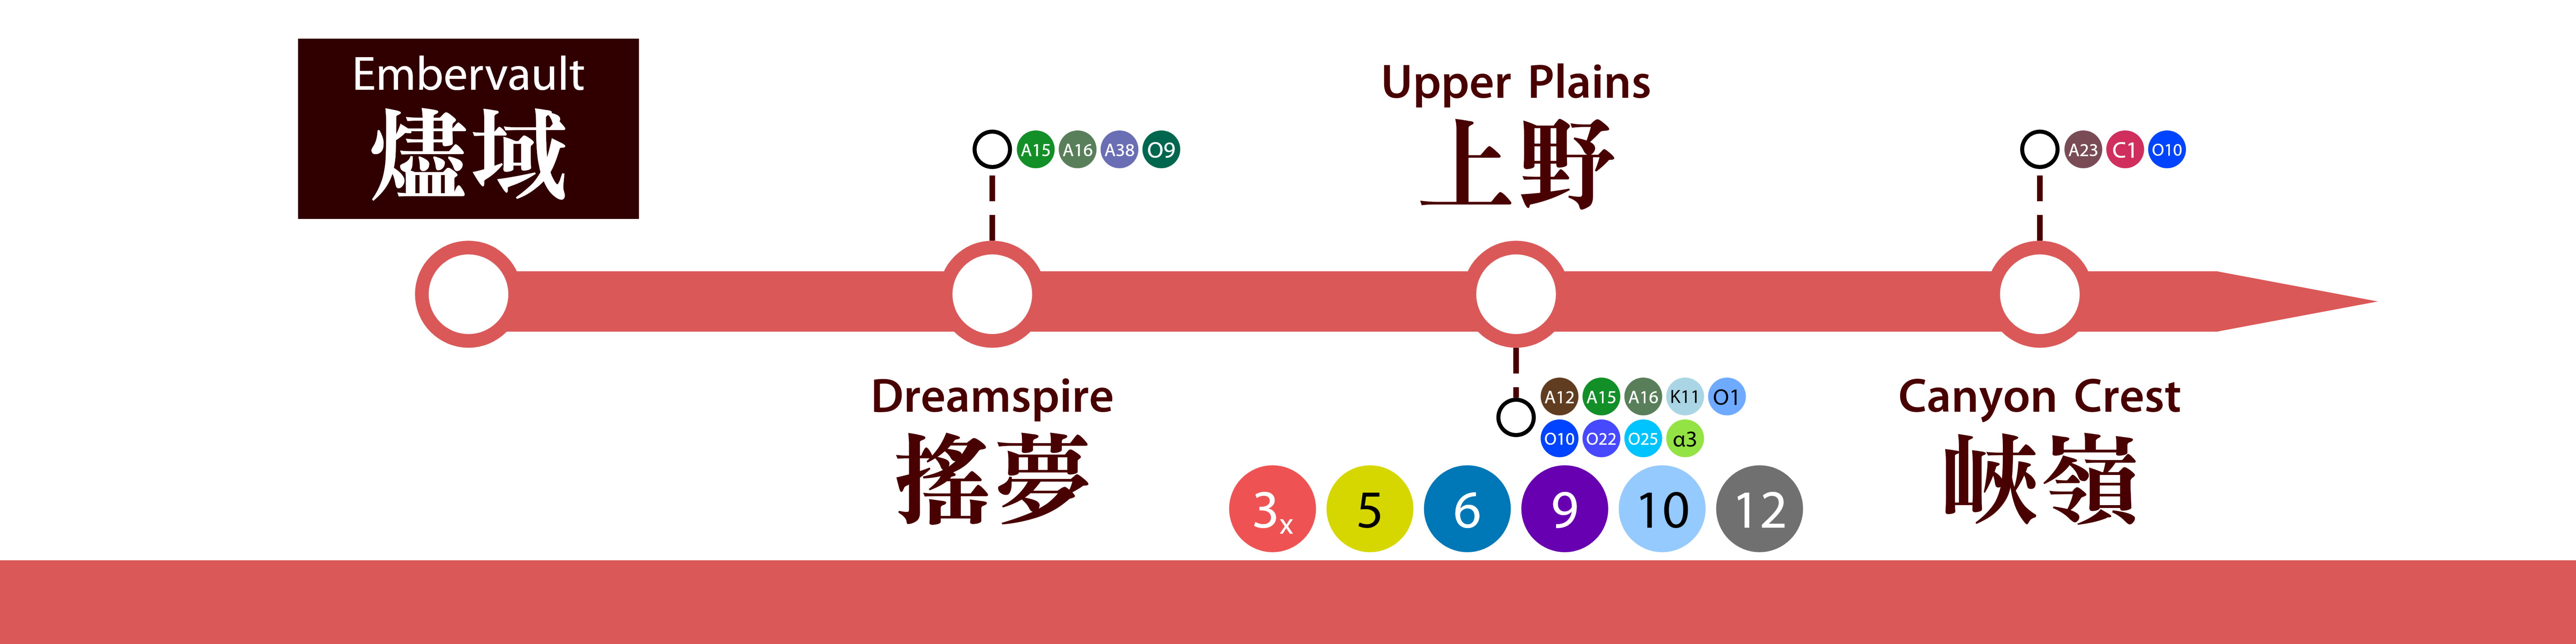 Embervault
燼域
A15 A16 A38 O9
Dreamspire
搖夢
Upper Plains
上野
A12 A15 A16 K11 O1
O10 O22 O25 α3
3x 5 6 9 10 12
A23 C1 O10
Canyon Crest
峽嶺